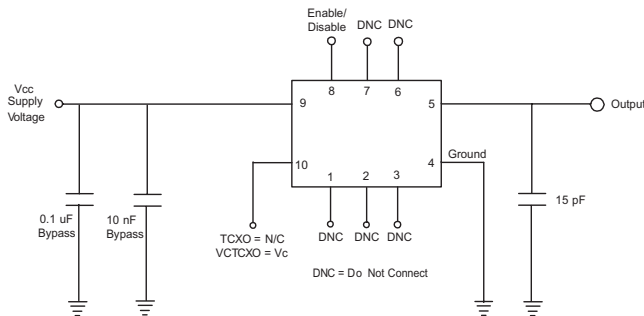 Enable/
Disable
DNC
DNC
8
7
6
Vcc
Supply
Voltage
9
5
Output
10
4
Ground
1
2
3
0.1 uF
Bypass
10 nF
Bypass
15 pF
TCXO = N/C
VCTCXO = Vc
DNC
DNC
DNC
DNC = Do Not Connect